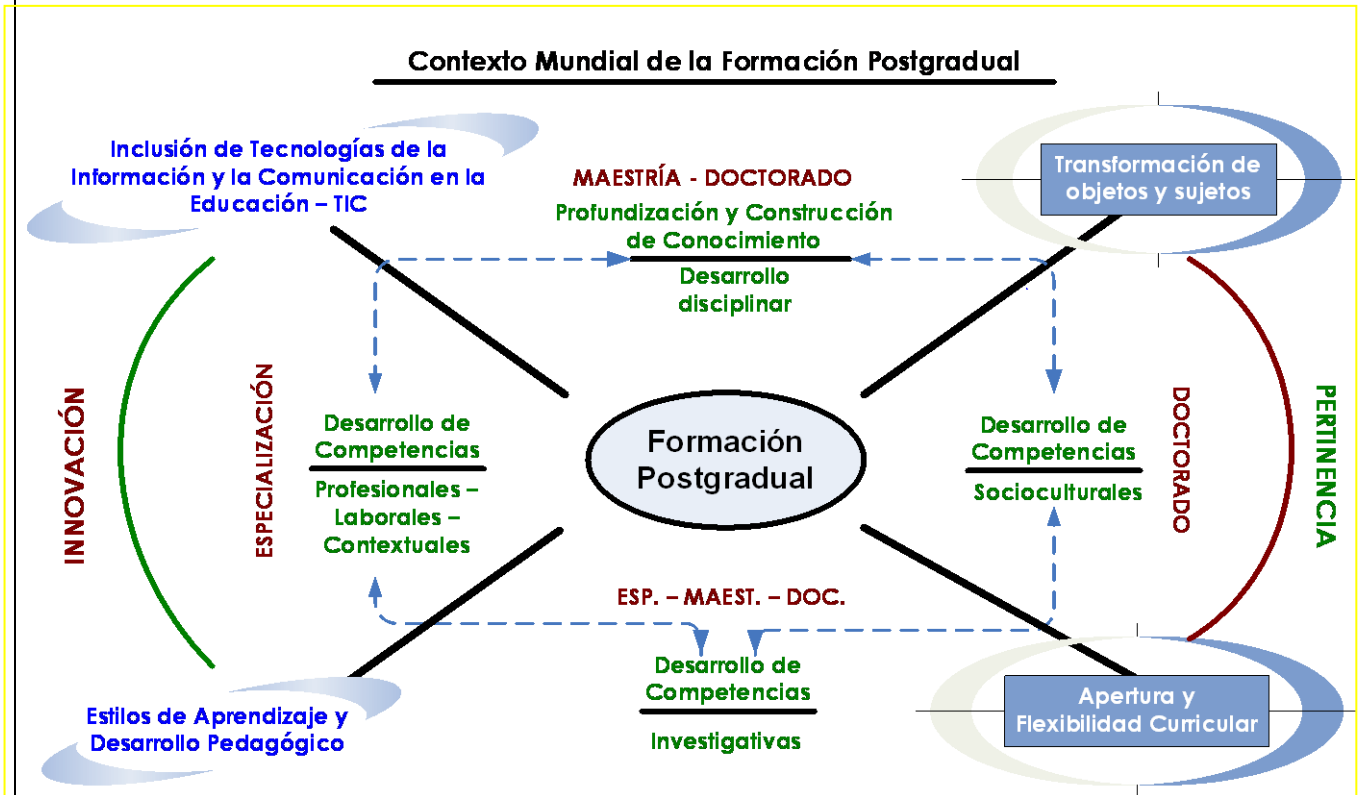 Contexto Mundial de la Formación Postgradual
Inclusión de Tecnologías de la
Información y la Comunicación en la
Educación – TIC
MAESTRÍA - DOCTORADO
Profundización y Construcción
de Conocimiento
Desarrollo
disciplinar
Transformación de
objetos y sujetos
INNOVACIÓN
ESPECIALIZACIÓN
Desarrollo de
Competencias
Profesionales –
Laborales –
Contextuales
Formación
Postgradual
Desarrollo de
Competencias
Socioculturales
DOCTORADO
PERTINENCIA
ESP. – MAEST. – DOC.
Desarrollo de
Competencias
Investigativas
Estilos de Aprendizaje y
Desarrollo Pedagógico
Apertura y
Flexibilidad Curricular